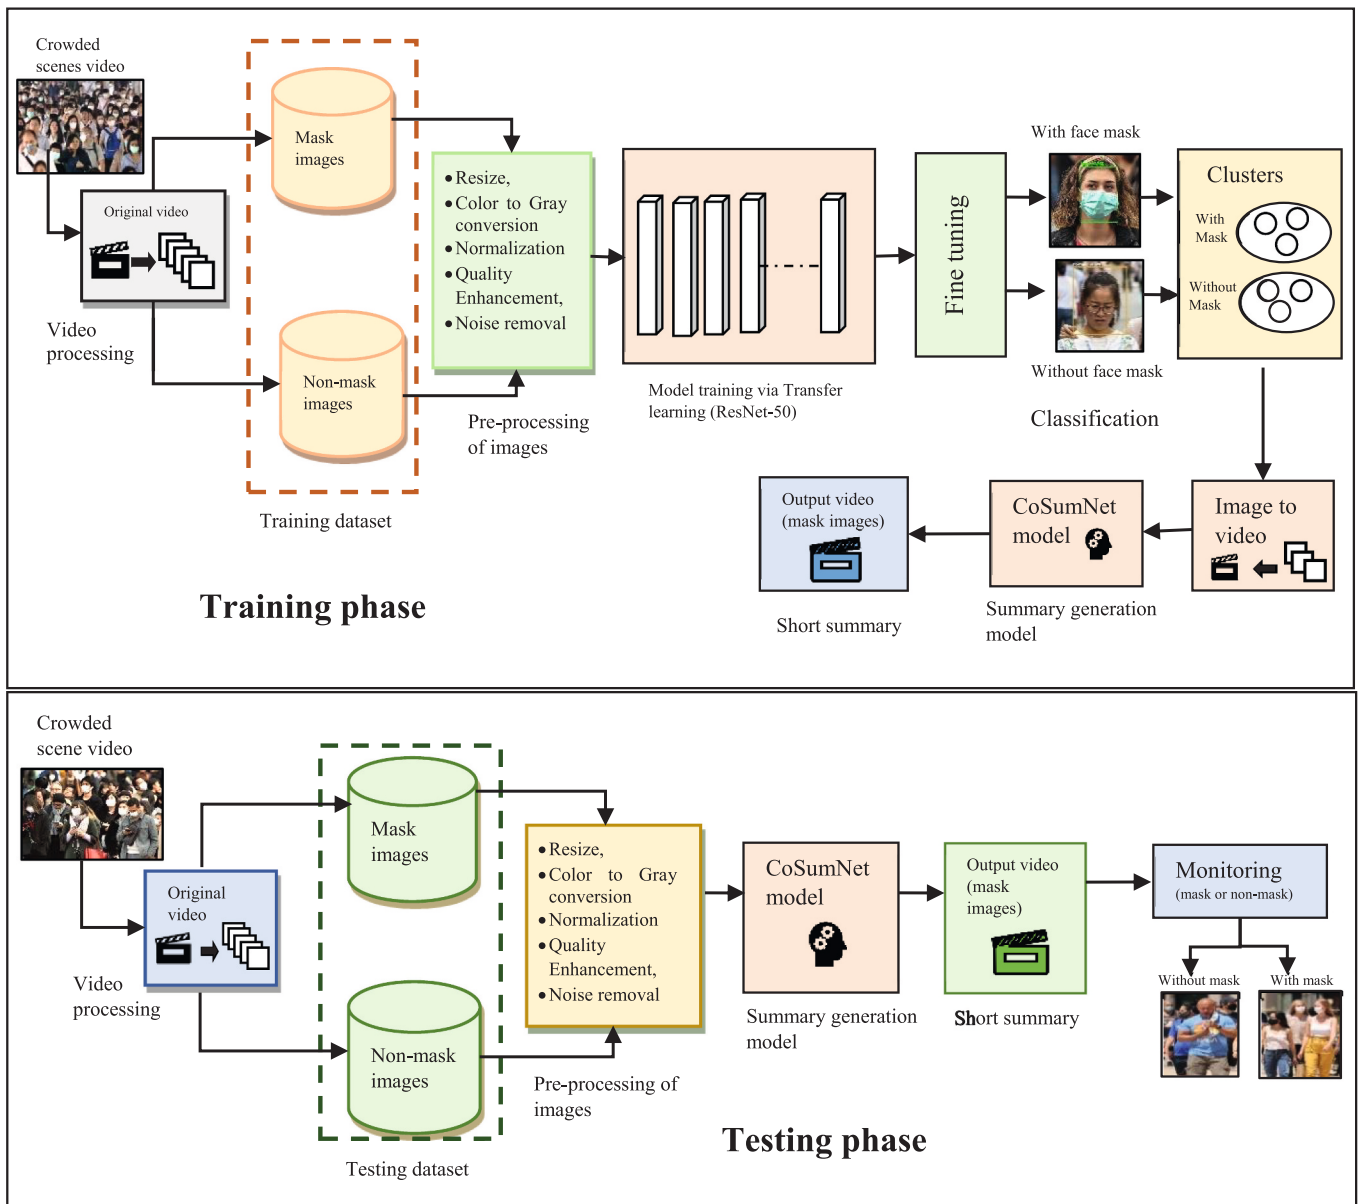 Crowded
scenes video
Original video
Video
processing
Mask
images
Non-mask
images
Training dataset
• Resize,
• Color to Gray
conversion
• Normalization
• Quality
Enhancement,
• Noise removal
Pre-processing
of images
Model training via Transfer
learning (ResNet-50)
Fine tuning
With face mask
Without face mask
Classification
Clusters
With
Mask
Without
Mask
Image to
video
CoSumNet
model
Summary generation
model
Output video
(mask images)
Short summary
Training phase
Crowded
scene video
Original
video
Video
processing
Mask
images
Non-mask
images
Testing dataset
• Resize,
• Color to Gray
conversion
• Normalization
• Quality
Enhancement,
• Noise removal
Pre-processing of
images
CoSumNet
model
Summary generation
model
Output video
(mask
images)
Short summary
Monitoring
(mask or non-mask)
Without mask
With mask
Testing phase